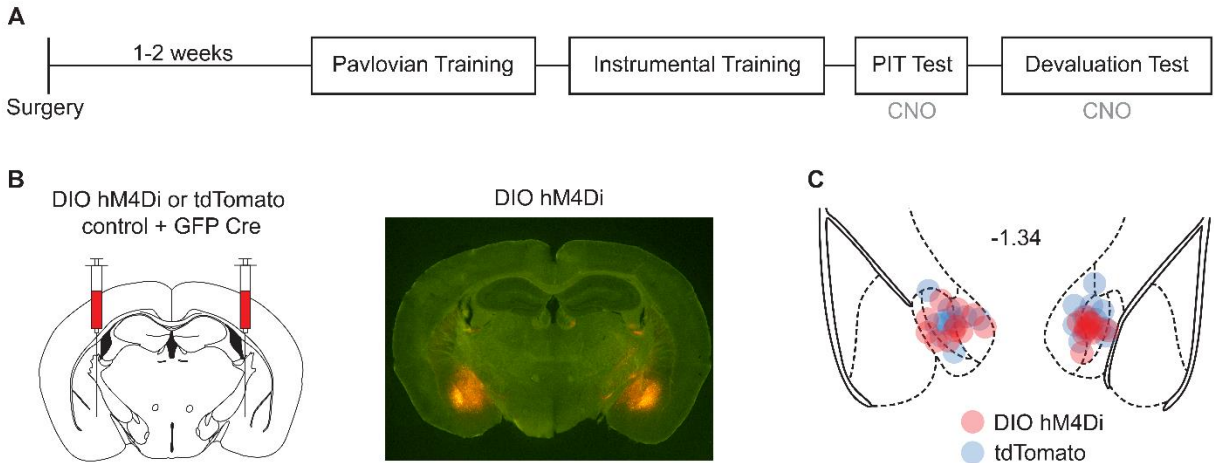 A
1-2 weeks
Surgery
Pavlovian Training
Instrumental Training
PIT Test
CNO
Devaluation Test
CNO
B
DIO hM4Di or tdTomato
control + GFP Cre
DIO hM4Di
C
-1.34
DIO hM4Di
tdTomato